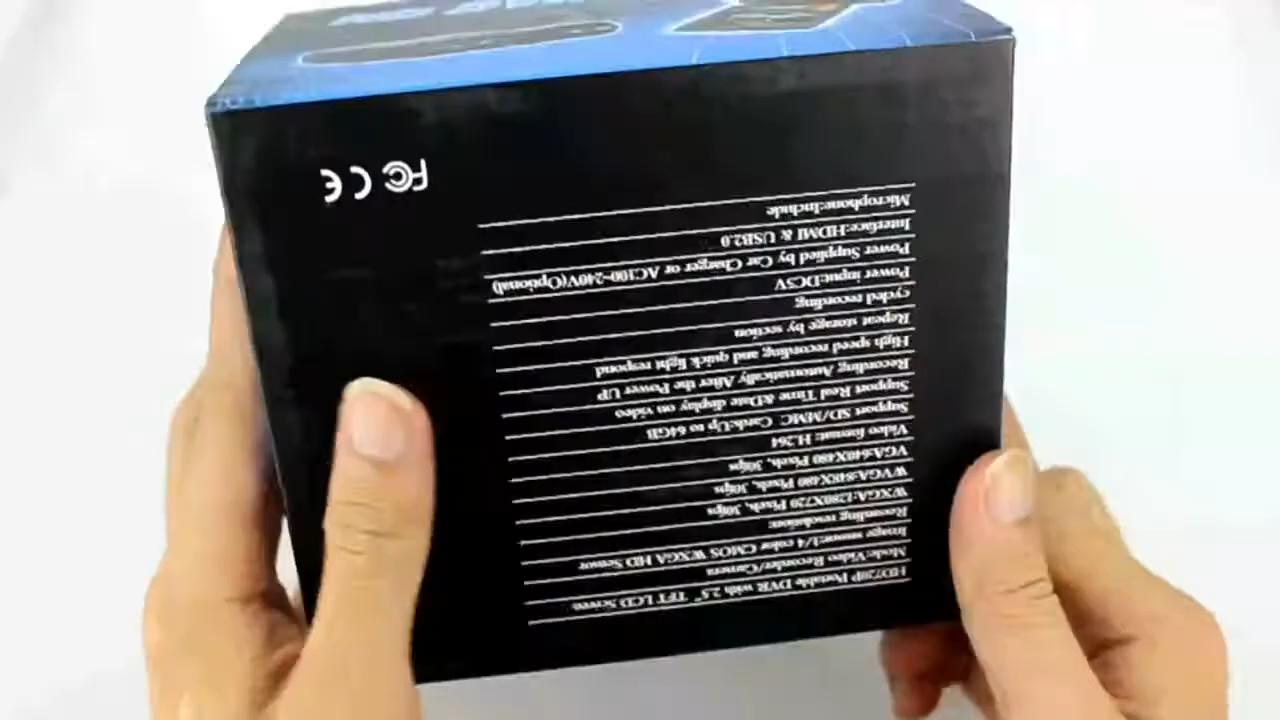 HD720P Portable DVR with 2.5" TFT LCD Screen
Mode:Video Recorder/Camera
Image sensor:1/4 color CMOS WXGA HD Sensor
Recording resolution:
WXGA:1280X720 Pixels, 30fps
WVGA:848X480 Pixels, 30fps
VGA:640X480 Pixels, 30fps
Video format: H.264
Support SD/MMC Cards:Up to 64GB
Support Real Time &Date display on video
Recording Automatically After the Power UP
High speed recording and quick light respond
Repeat storage by section
cycled recording
Power input:DC5V
Power Supplied by Car Charger or AC100~240V(Optional)
Interface:HDMI & USB2.0
Microphone:Include
FC CE